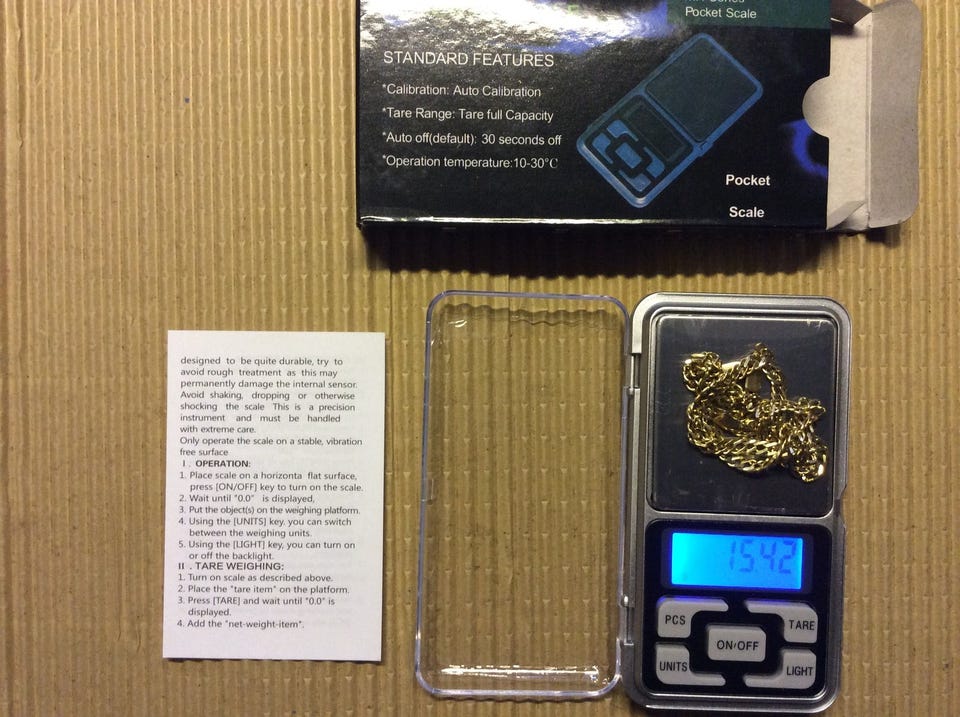 Pocket Scale
STANDARD FEATURES
*Calibration: Auto Calibration
*Tare Range: Tare full Capacity
*Auto off(default): 30 seconds off
*Operation temperature:10-30°C
Pocket
Scale
designed to be quite durable, try to
avoid rough treatment as this may
permanently damage the internal sensor.
Avoid shaking, dropping or otherwise
shocking the scale This is a precision
instrument and must be handled
with extreme care.
Only operate the scale on a stable, vibration
free surface
I . OPERATION:
1. Place scale on a horizonta flat surface,
press [ON/OFF] key to turn on the scale.
2. Wait until "0.0" is displayed,
3. Put the object(s) on the weighing platform.
4. Using the [UNITS] key. you can switch
between the weighing units.
5. Using the [LIGHT] key, you can turn on
or off the backlight.
II . TARE WEIGHING:
1. Turn on scale as described above.
2. Place the "tare item" on the platform.
3. Press [TARE] and wait until "0.0" is
displayed.
4. Add the "net-weight-item".
15.42
PCS
TARE
ON/OFF
UNITS
LIGHT